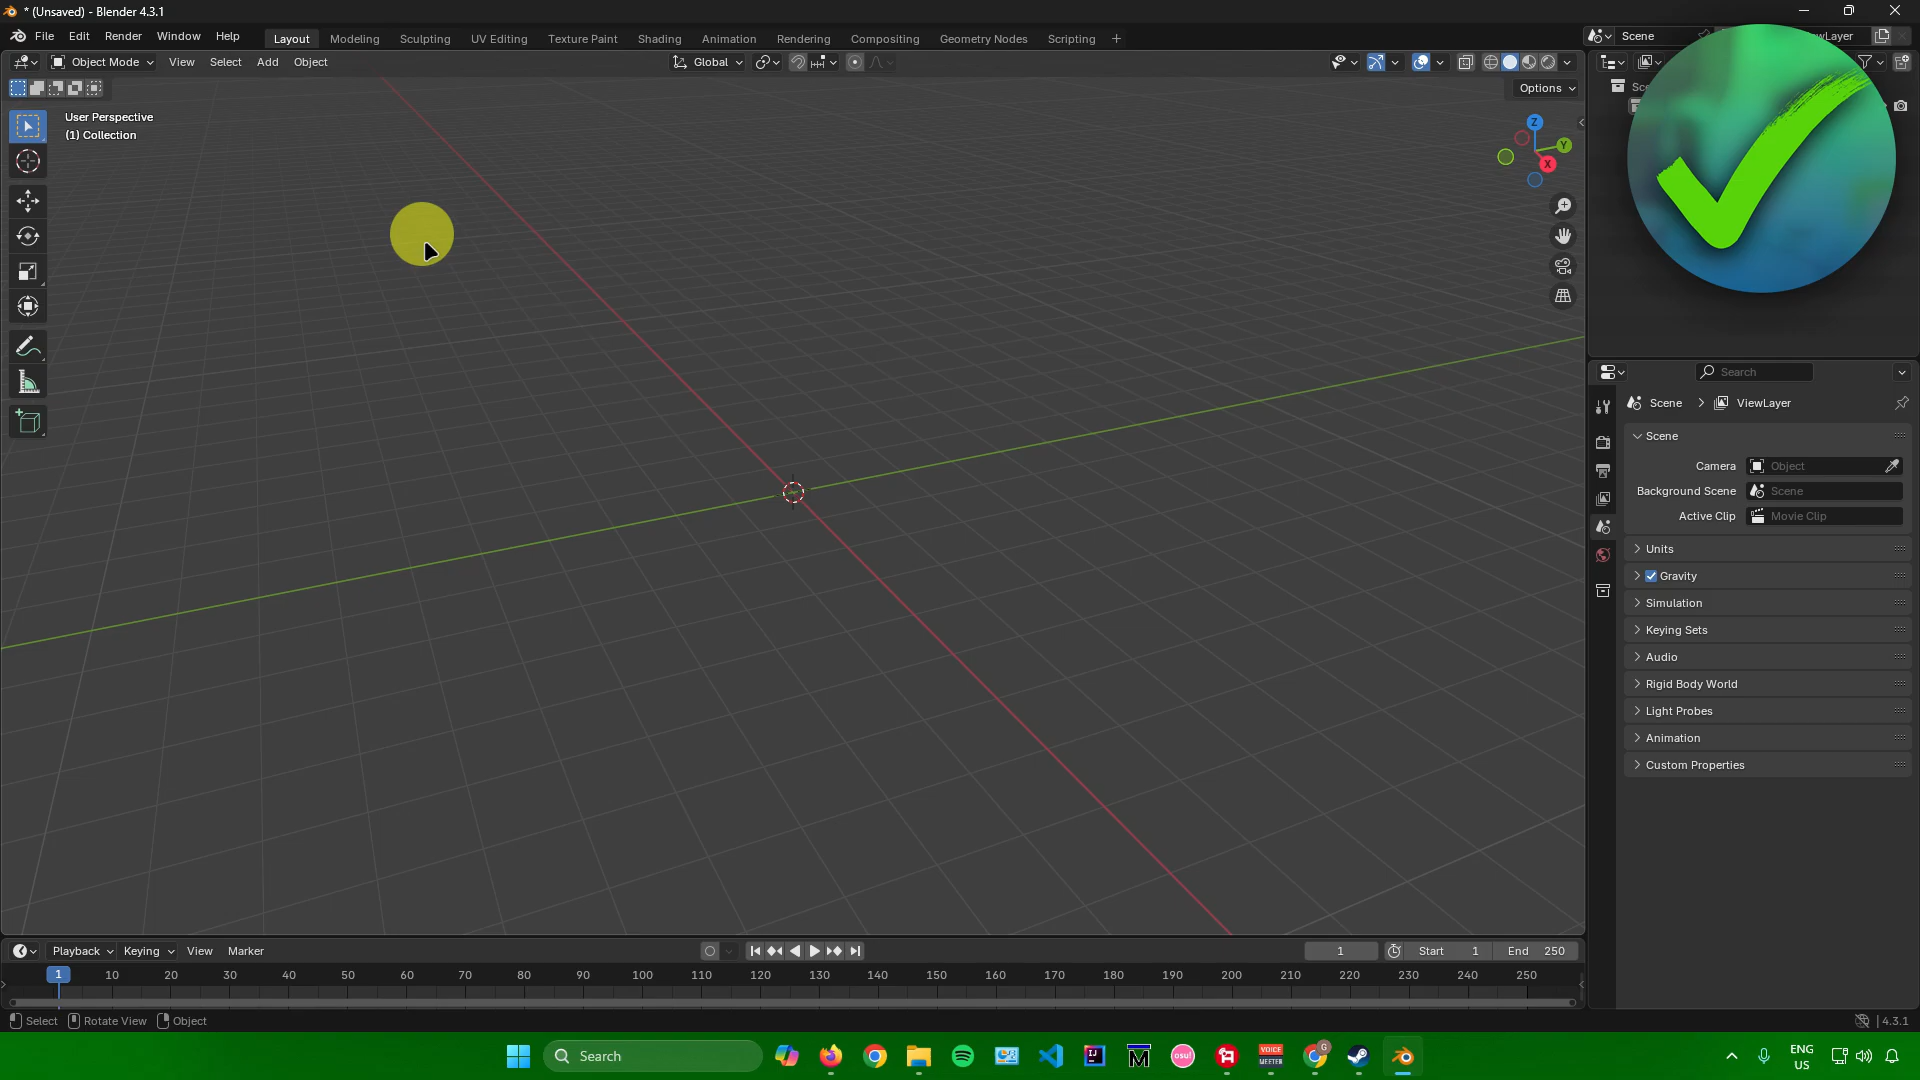 * (Unsaved) - Blender 4.3.1
File Edit Render Window Help
Layout Modeling Sculpting UV Editing Texture Paint Shading Animation Rendering Compositing Geometry Nodes Scripting +
Scene
Object Mode View Select Add Object
Global
Options
User Perspective
(1) Collection
Z
Y
X
Search
Scene > ViewLayer
Scene
Camera Object
Background Scene Scene
Active Clip Movie Clip
Units
Gravity
Simulation
Keying Sets
Audio
Rigid Body World
Light Probes
Animation
Custom Properties
Playback Keying View Marker
1 Start 1 End 250
1 10 20 30 40 50 60 70 80 90 100 110 120 130 140 150 160 170 180 190 200 210 220 230 240 250
Select Rotate View Object
4.3.1
Search
IJ
M
osu!
VOICE
MEETER
G
ENG
US